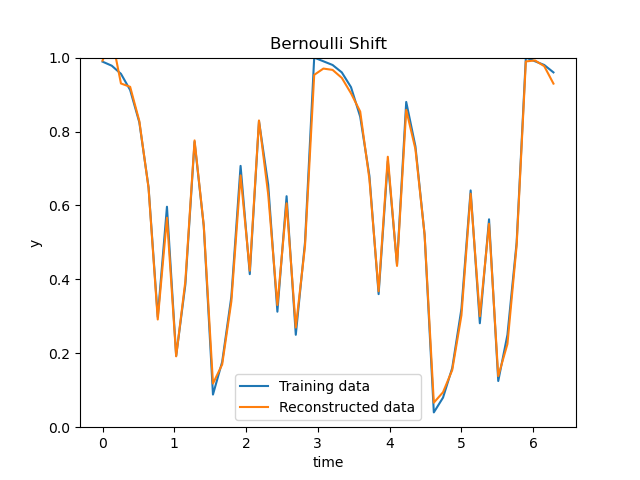 Bernoulli Shift
1.0
0.8
0.6
0.4
0.2
0.0
y
Training data
Reconstructed data
0 1 2 3 4 5 6
time